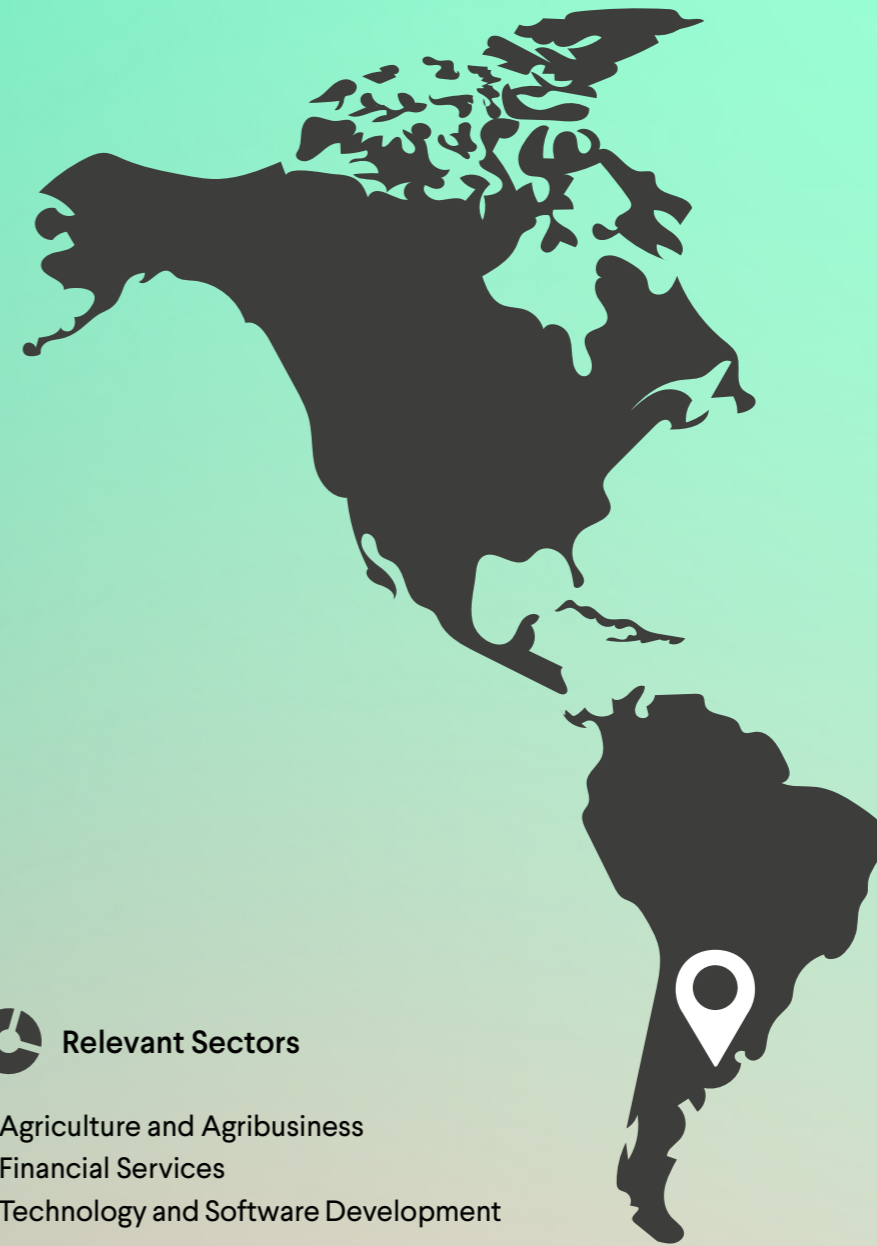 Relevant Sectors
Agriculture and Agribusiness
Financial Services
Technology and Software Development